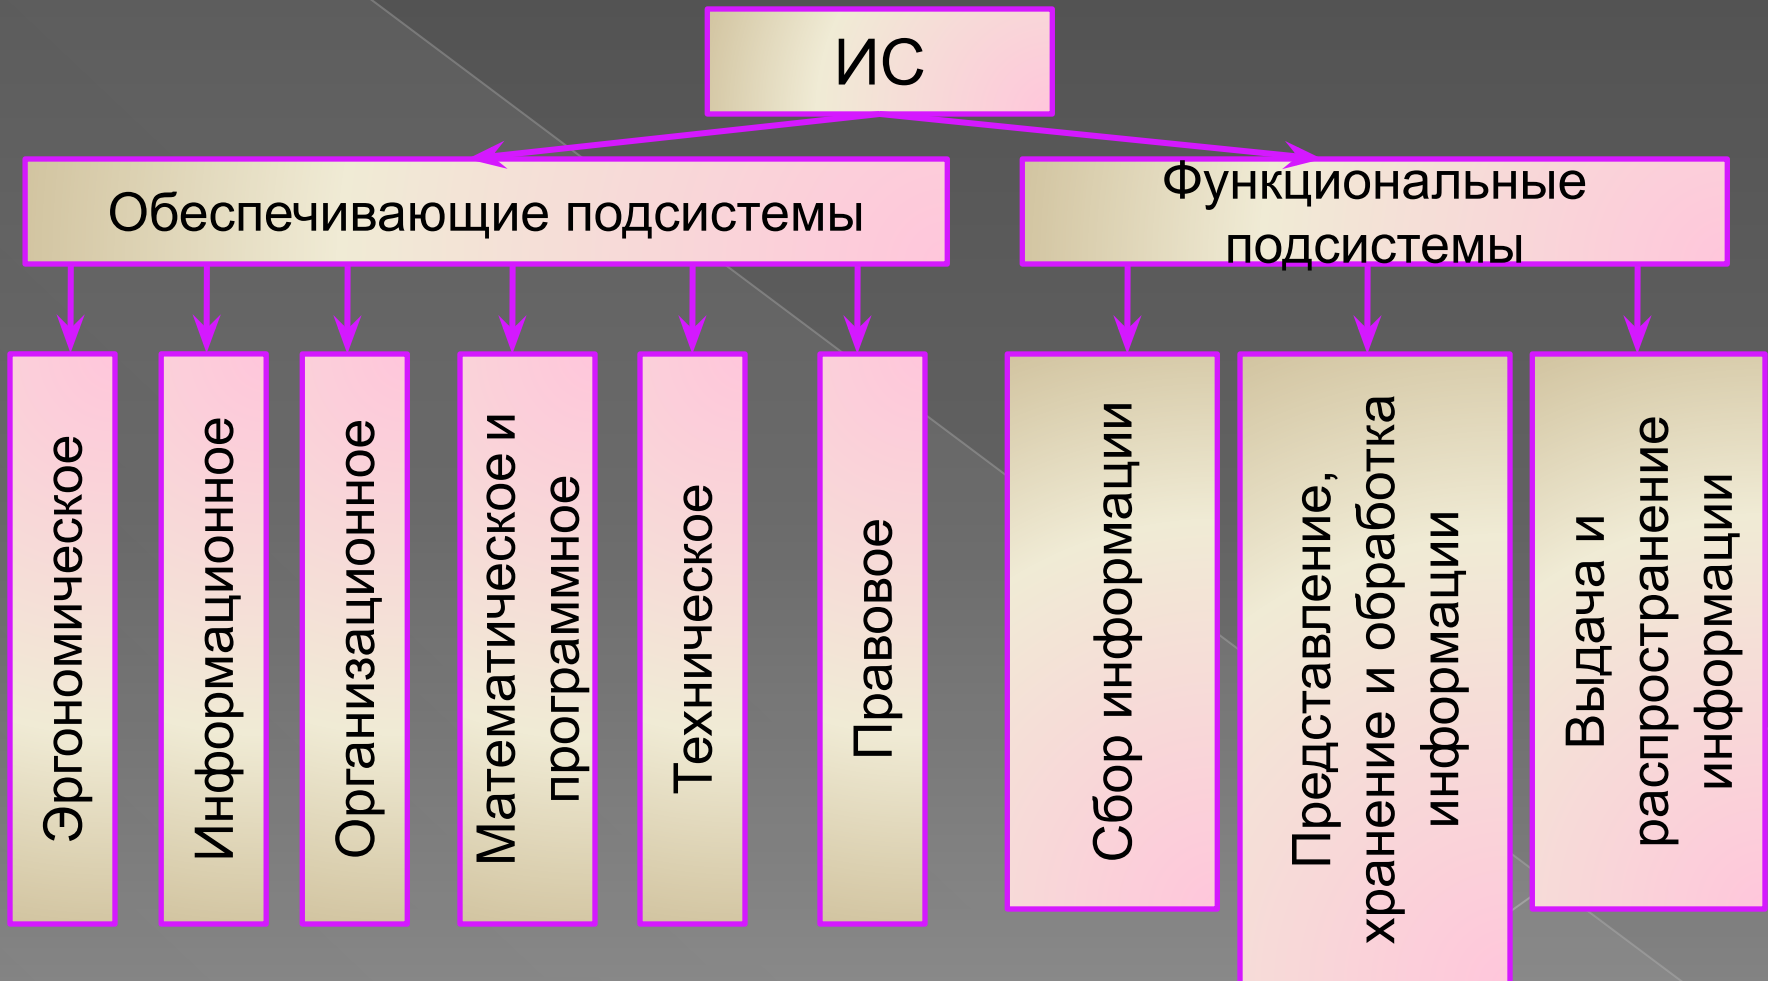 ИС
Обеспечивающие подсистемы
Функциональные
подсистемы
Эргономическое
Информационное
Организационное
Математическое и
программное
Техническое
Правовое
Сбор информации
Представление,
хранение и обработка
информации
Выдача и
распространение
информации